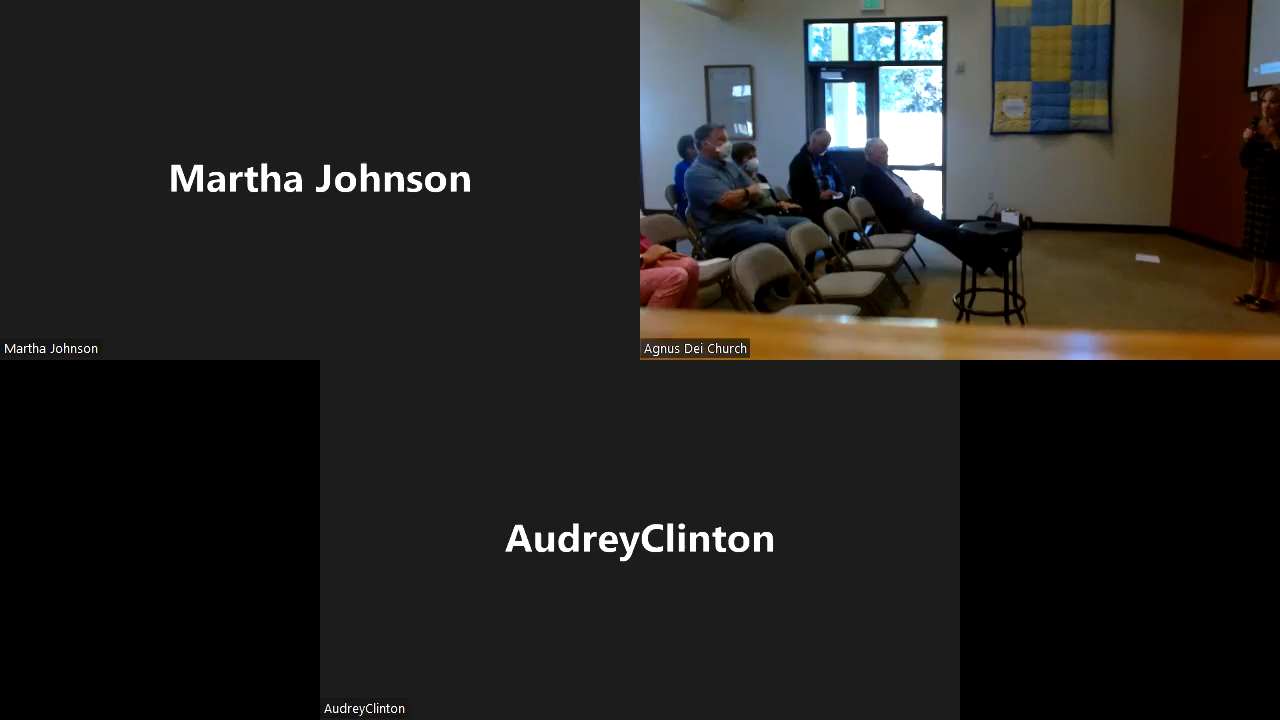 Martha Johnson
Martha Johnson
Agnus Dei Church
AudreyClinton
AudreyClinton